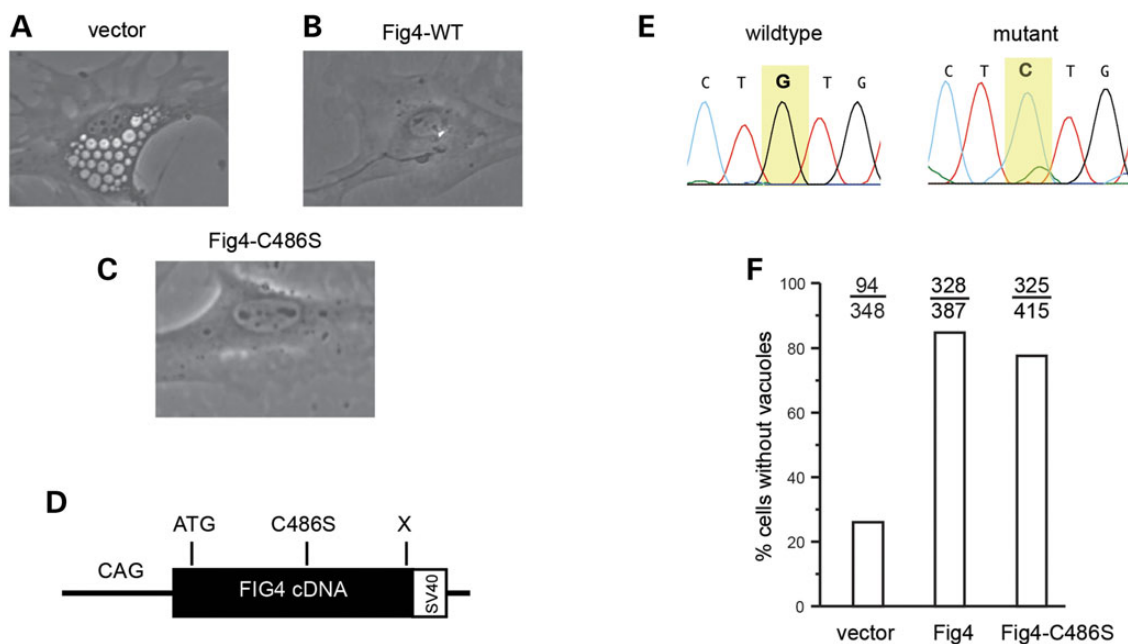 A
vector
B
Fig4-WT
C
Fig4-C486S
D
ATG C486S X
CAG
FIG4 cDNA
SV40
E
wildtype mutant
C T G T G
C T C T G
F
% cells without vacuoles
100
80
60
40
20
0
94
348
328
387
325
415
vector Fig4 Fig4-C486S